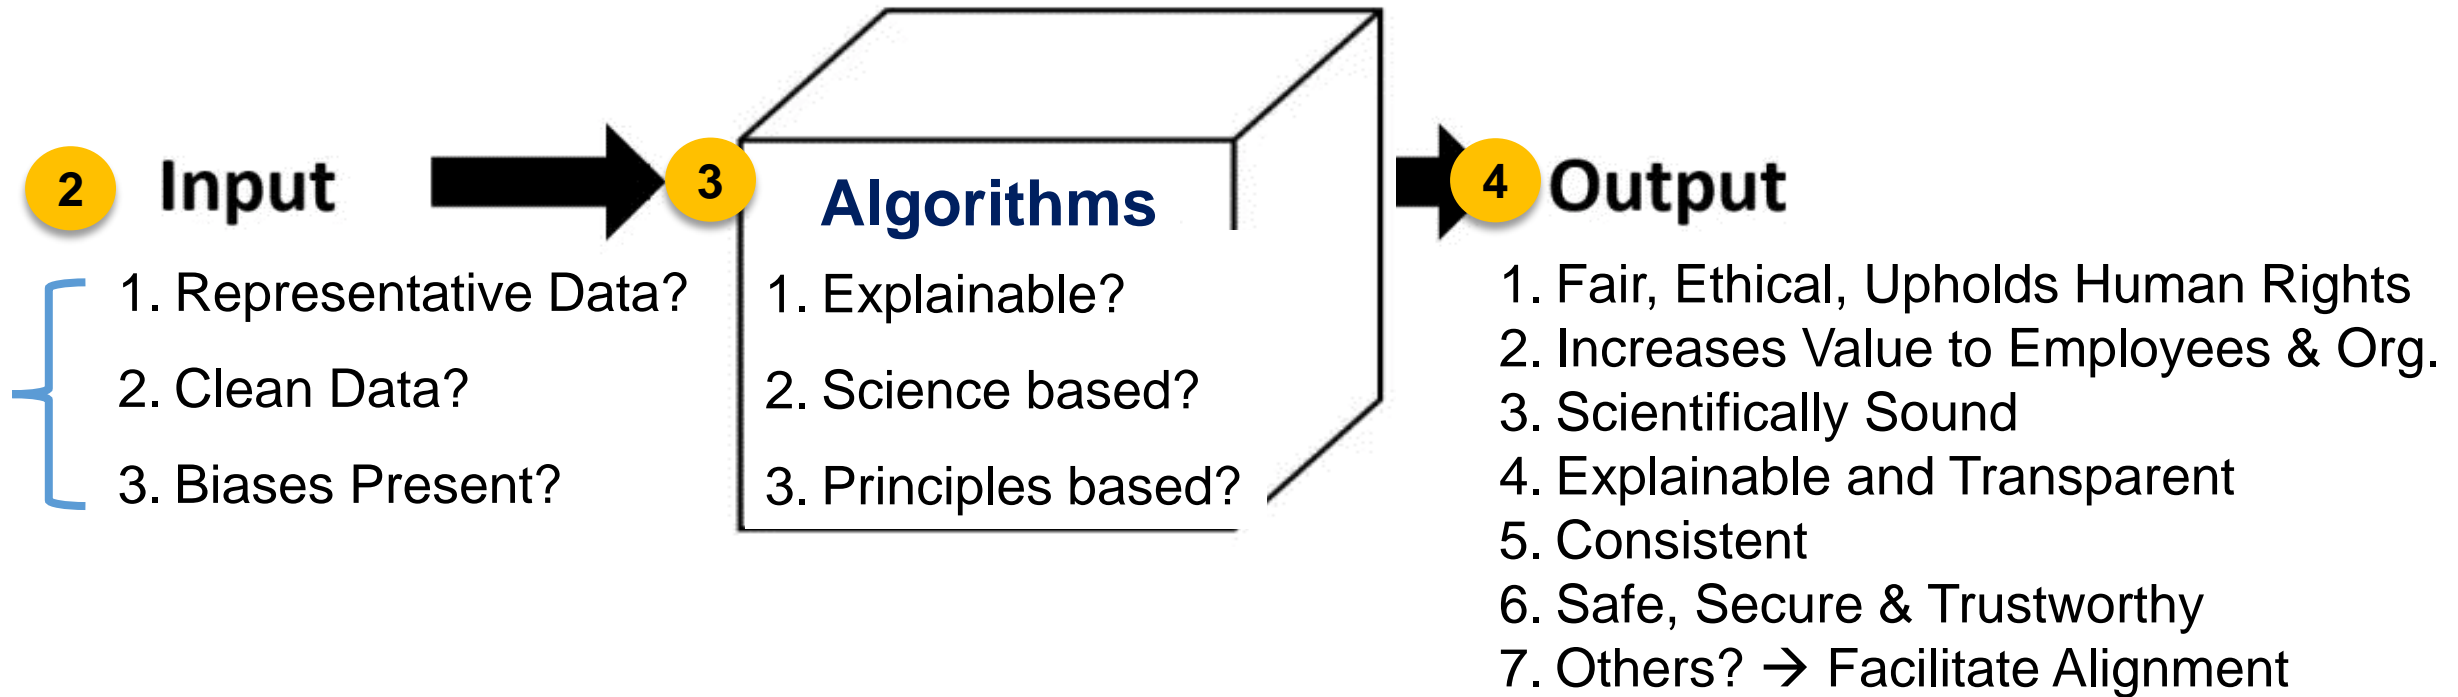 2 Input
1. Representative Data?
2. Clean Data?
3. Biases Present?
3 Algorithms
1. Explainable?
2. Science based?
3. Principles based?
4 Output
1. Fair, Ethical, Upholds Human Rights
2. Increases Value to Employees & Org.
3. Scientifically Sound
4. Explainable and Transparent
5. Consistent
6. Safe, Secure & Trustworthy
7. Others? → Facilitate Alignment